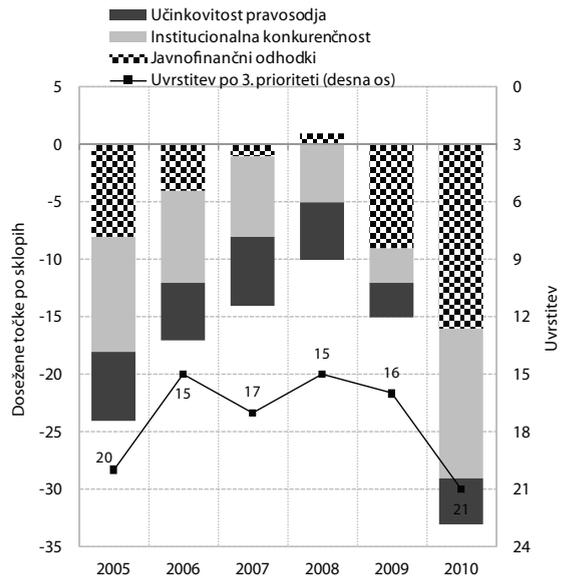 Učinkovitost pravosodja
Institucionalna konkurenčnost
Javnofinančni odhodki
Uvrstitev po 3. prioriteti (desna os)
5 0
0 3
-5 6
-10 9
-15 12
-20 15
-25 18
-30 21
-35 24
Dosežene točke po sklopih
Uvrstitev
20
15
17
15
16
21
2005 2006 2007 2008 2009 2010